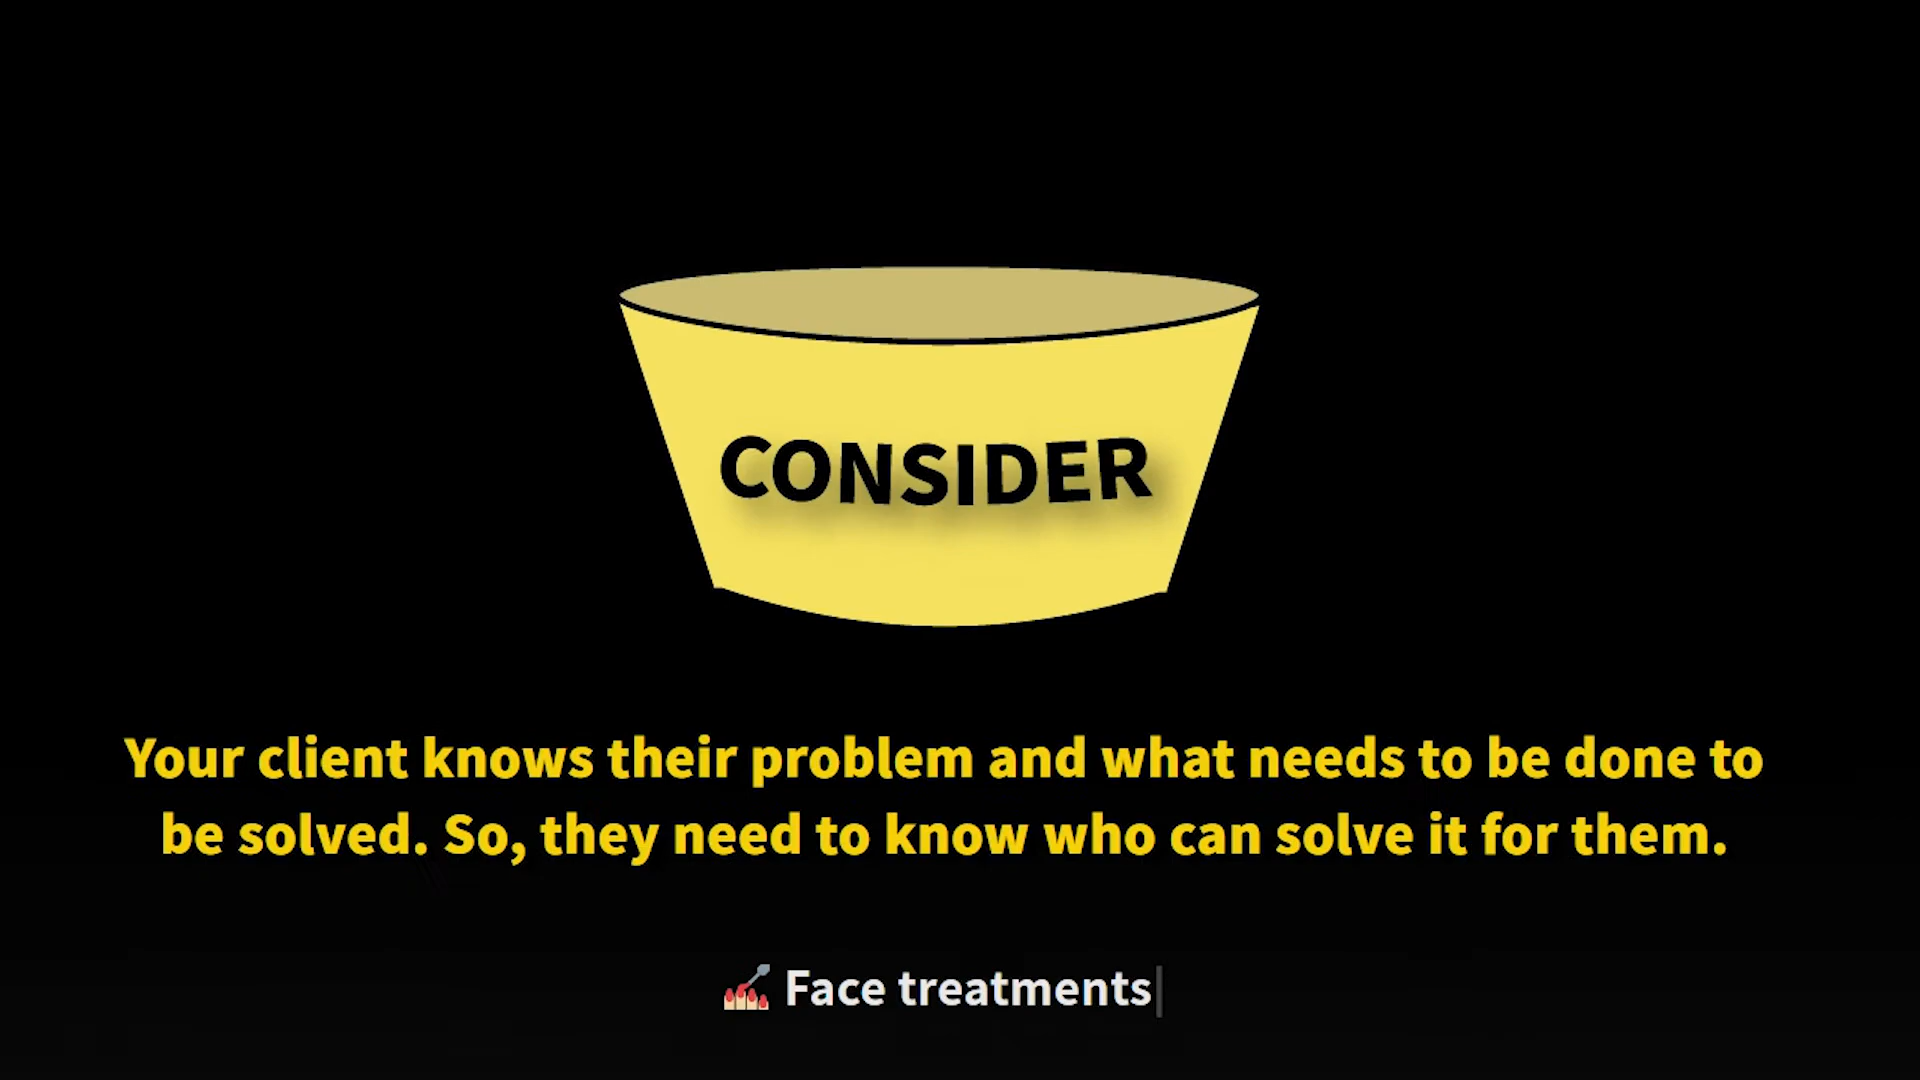 CONSIDER
Your client knows their problem and what needs to be done to
be solved. So, they need to know who can solve it for them.
💅 Face treatments